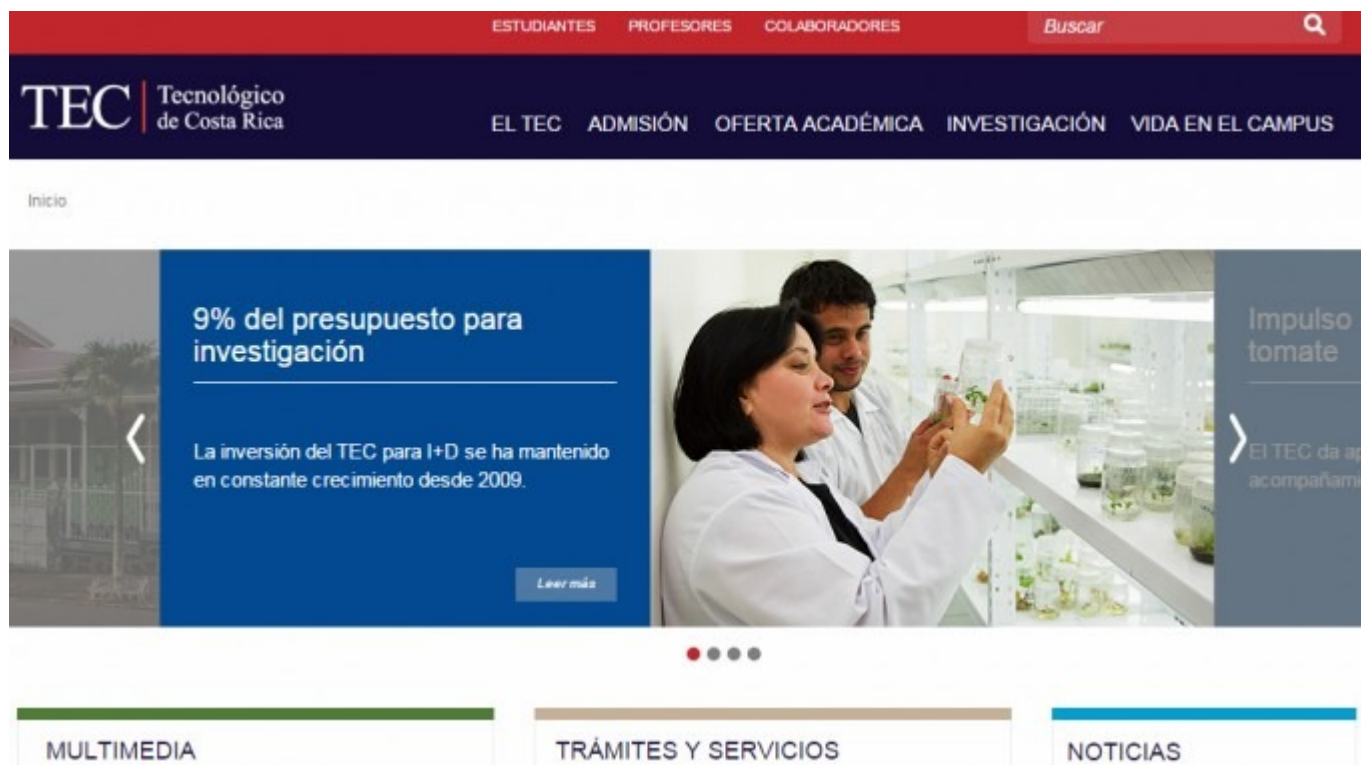 ESTUDIANTES PROFESORES COLABORADORES Buscar
TEC Tecnológico
de Costa Rica
EL TEC ADMISIÓN OFERTA ACADÉMICA INVESTIGACIÓN VIDA EN EL CAMPUS
Inicio
9% del presupuesto para
investigación
La inversión del TEC para I+D se ha mantenido
en constante crecimiento desde 2009.
Leer más
Impulso
tomate
El TEC da
MULTIMEDIA
TRÁMITES Y SERVICIOS
NOTICIAS